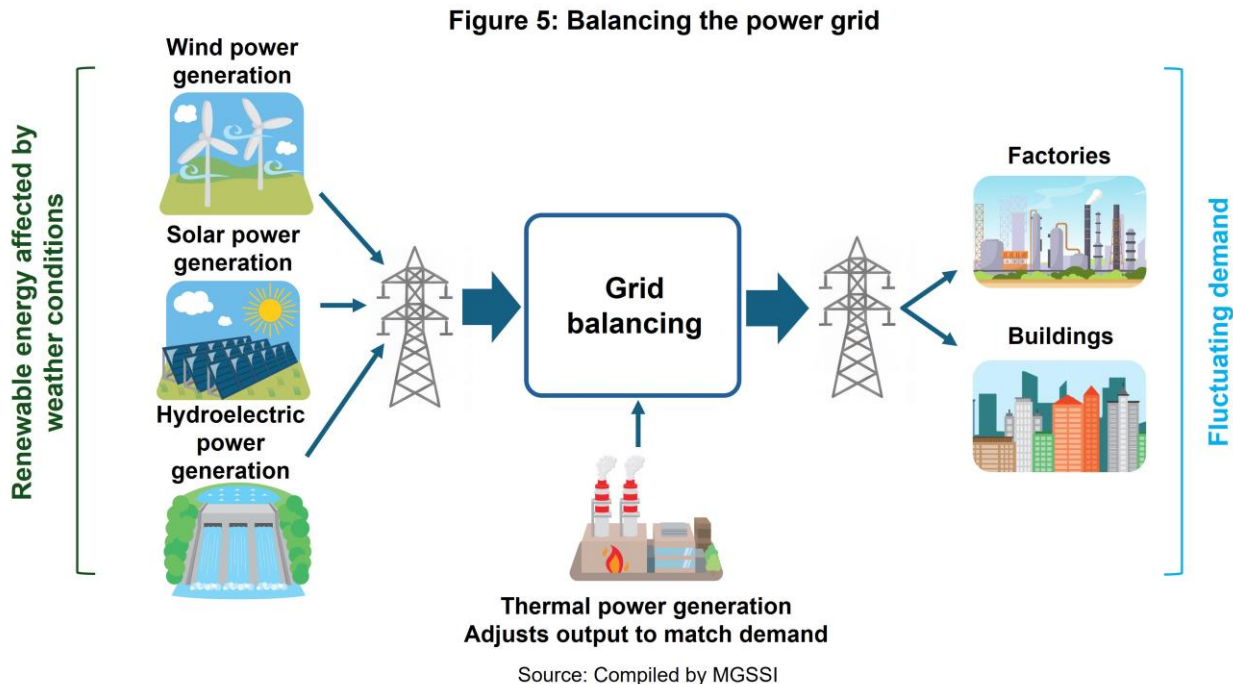 Figure 5: Balancing the power grid
Renewable energy affected by
weather conditions
Wind power
generation
Solar power
generation
Hydroelectric
power
generation
Grid
balancing
Thermal power generation
Adjusts output to match demand
Factories
Buildings
Fluctuating demand
Source: Compiled by MGSSI